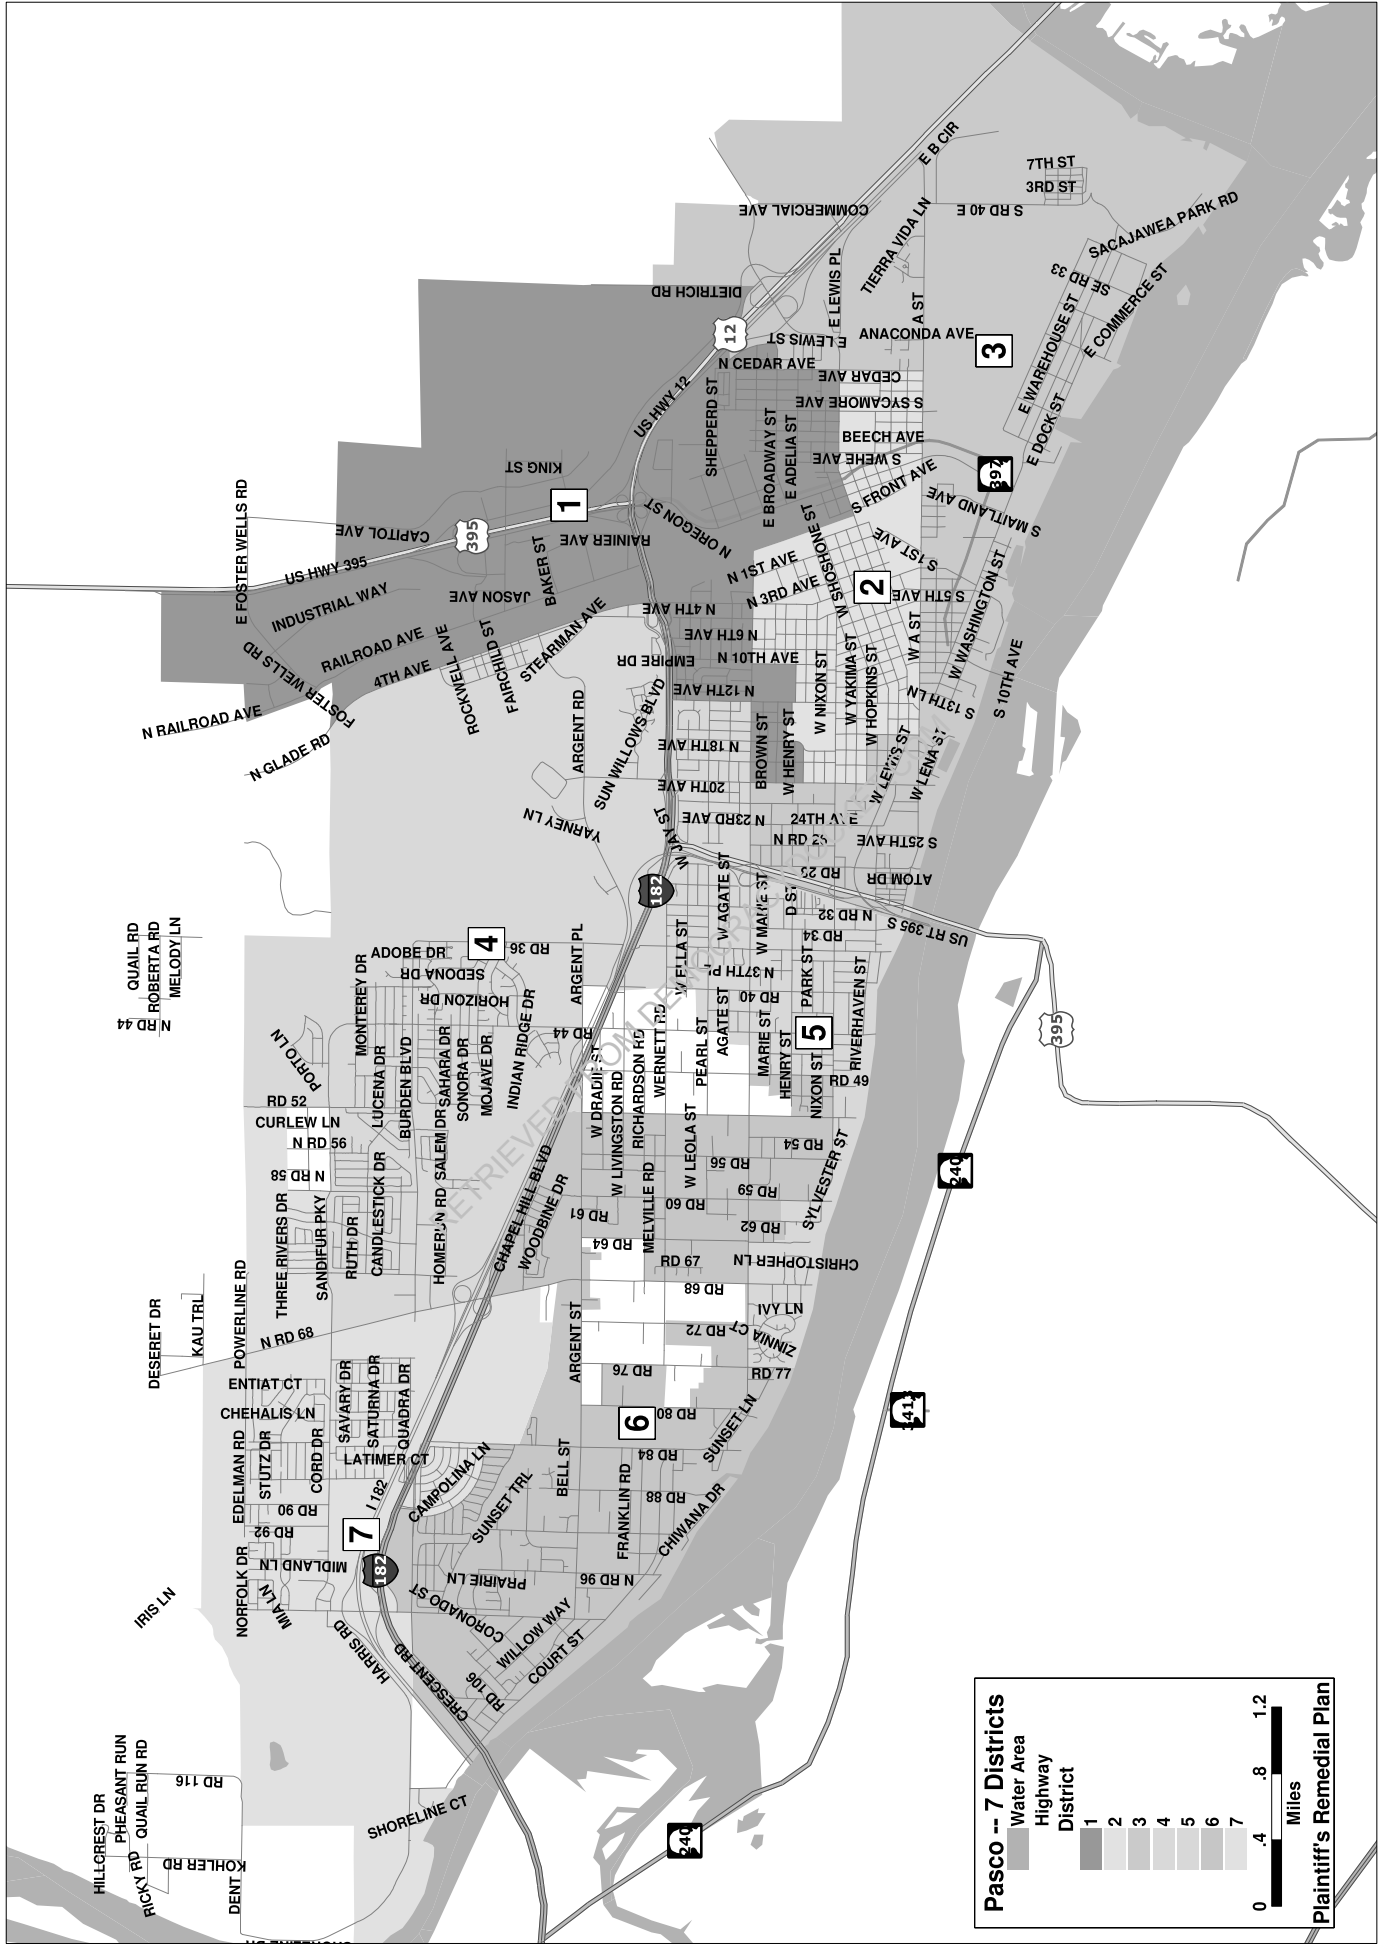 E B CIR
7TH ST
3RD ST
S RD 40 E
COMMERCIAL AVE
TIERRA VIDA LN
SACAJAWEA PARK RD
SE RD 33
E COMMERCE ST
E WAREHOUSE ST
E DOCK ST
DIETRICH RD
E LEWIS PL
A ST
ANACONDA AVE
E LEWIS ST
3
12
N CEDAR AVE
CEDAR AVE
S SYCAMORE AVE
BEECH AVE
S WEHE AVE
S FRONT AVE
397
S MAITLAND AVE
US HWY 12
SHEPPERD ST
E BROADWAY ST
E ADELIA ST
KING ST
1
N OREGON ST
RAINIER AVE
CAPITOL AVE
395
US HWY 395
E FOSTER WELLS RD
INDUSTRIAL WAY
JASON AVE
BAKER ST
STEARMAN AVE
RAILROAD AVE
4TH AVE
ROCKWELL AVE
FAIRCHILD ST
FOSTER WELLS RD
N RAILROAD AVE
N GLADE RD
N 1ST AVE
N 3RD AVE
W SHOSHONE ST
S 1ST AVE
2
S 5TH AVE
N 4TH AVE
N 6TH AVE
N 10TH AVE
EMPIRE DR
N 12TH AVE
W NIXON ST
W YAKIMA ST
W HOPKINS ST
W A ST
W WASHINGTON ST
S 10TH AVE
S 13TH LN
ARGENT RD
SUN WILLOWS BLVD
N 18TH AVE
BROWN ST
W HENRY ST
W LEWIS ST
W LENA ST
20TH AVE
YARNEY LN
W JAY ST
N 23RD AVE
24TH AVE
S 25TH AVE
ATOM DR
182
W AGATE ST
W MARIE ST
N RD 32
US RT 395 S
QUAIL RD
ROBERTA RD
MELODY LN
N RD 44
ADOBE DR
4
RD 36
SEDONA DR
HORIZON DR
MONTEREY DR
ARGENT PL
RD 34
W ELLA ST
PARK ST
RD 40
AGATE ST
PEARL ST
MARIE ST
HENRY ST
5
NIXON ST
RIVERHAVEN ST
RD 49
RD 44
WERNETT RD
RICHARDSON RD
W LIVINGSTON RD
395
PORTO LN
LUCENA DR
BURDEN BLVD
SAHARA DR
SONORA DR
MOJAVE DR
INDIAN RIDGE DR
RD 52
CURLEW LN
N RD 56
N RD 58
SALEM DR
W LEOLA ST
RD 54
RD 56
RD 59
RD 60
RD 61
RD 62
RD 64
SYLVESTER ST
MELVILLE RD
RD 67
CHRISTOPHER LN
CHAPEL HILL BLVD
WOODBINE DR
240
THREE RIVERS DR
SANDIFUR PKY
RUTH DR
CANDLESTICK DR
HOMERUN RD
RD 68
IVY LN
ZINNIA CT
RD 72
RD 76
RD 77
ARGENT ST
DESERET DR
KAU TRL
POWERLINE RD
N RD 68
ENTIAT CT
CHEHALIS LN
SAVARY DR
SATURNA DR
QUADRA DR
LATIMER CT
EDELMAN RD
STUTZ DR
CORD DR
I 182
CAMPOLINA LN
SUNSET TRL
BELL ST
6
RD 80
RD 84
RD 88
SUNSET LN
FRANKLIN RD
CHIWANA DR
RD 90
RD 92
MIDLAND LN
7
182
NORFOLK DR
MIA LN
IRIS LN
PRAIRIE LN
N RD 96
CORONADO ST
WILLOW WAY
COURT ST
HARRIS RD
CRESCENT RD
RD 106
HILLCREST DR
PHEASANT RUN
QUAIL RUN RD
RD 116
RICKY RD
KOHLER RD
DENT
SHORELINE CT
240
Pasco -- 7 Districts
Water Area
Highway
District
1
2
3
4
5
6
7
0 .4 .8 1.2
Miles
Plaintiff's Remedial Plan